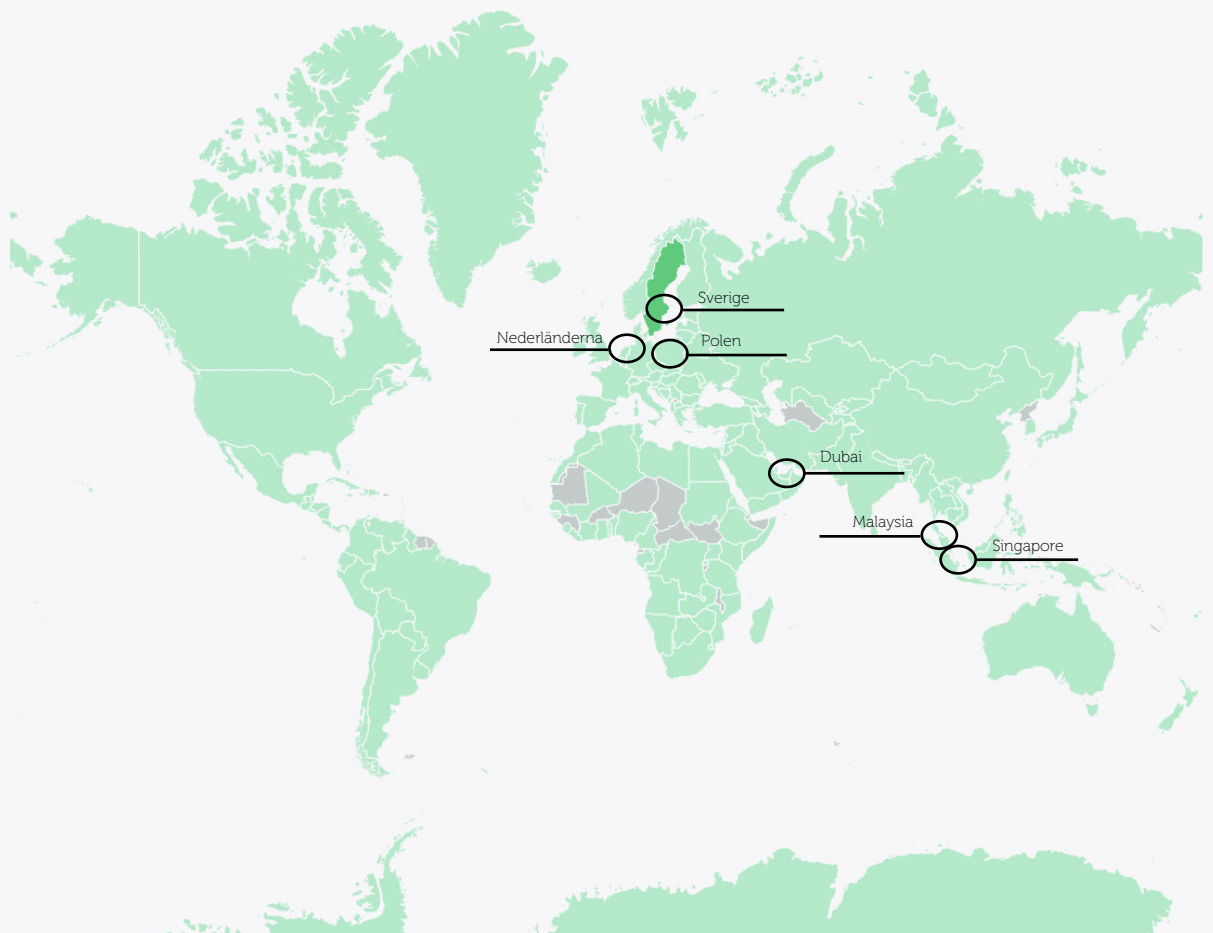 Sverige
Nederländerna
Polen
Dubai
Malaysia
Singapore